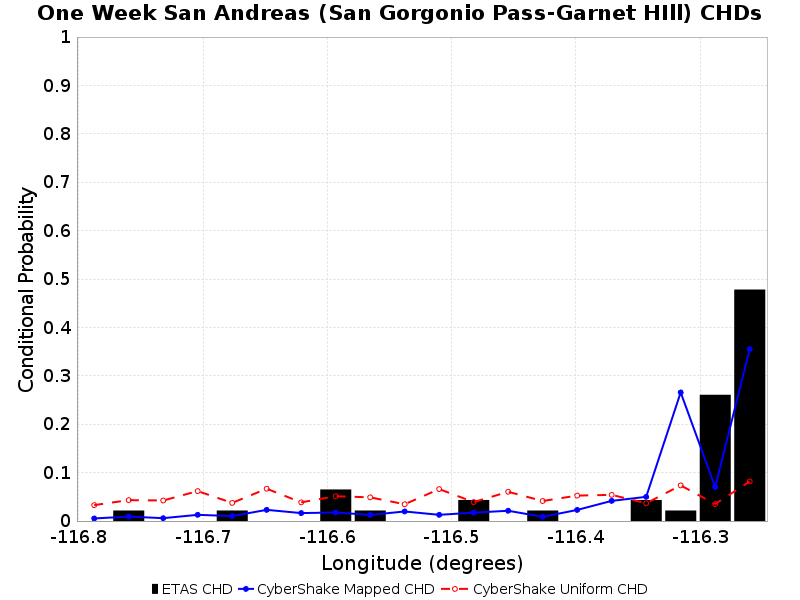 One Week San Andreas (San Gorgonio Pass-Garnet HIll) CHDs
1
0.9
0.8
0.7
0.6
0.5
0.4
0.3
0.2
0.1
0
Conditional Probability
-116.8 -116.7 -116.6 -116.5 -116.4 -116.3
Longitude (degrees)
ETAS CHD CyberShake Mapped CHD CyberShake Uniform CHD